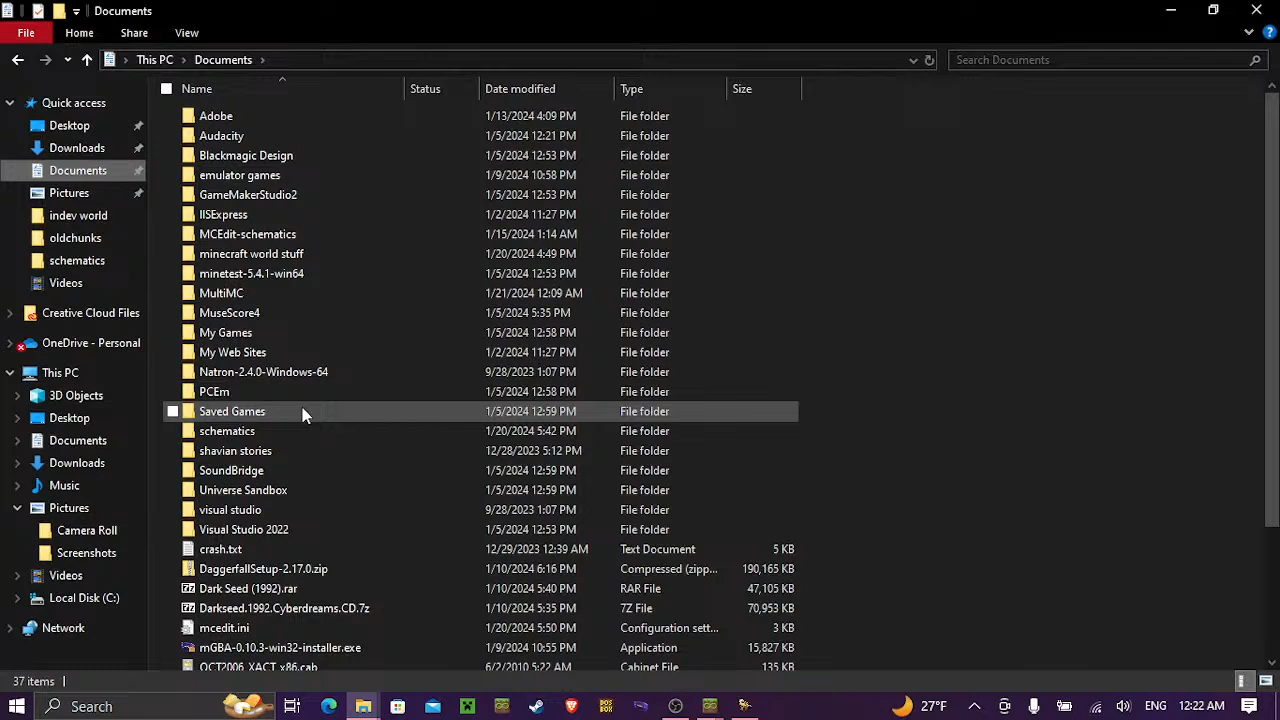 Documents
File Home Share View
This PC Documents Search Documents
Name Status Date modified Type Size
Quick access
Desktop
Downloads
Documents
Pictures
indev world
oldchunks
schematics
Videos
Creative Cloud Files
OneDrive - Personal
This PC
3D Objects
Desktop
Documents
Downloads
Music
Pictures
Camera Roll
Screenshots
Videos
Local Disk (C:)
Network
Adobe 1/13/2024 4:09 PM File folder
Audacity 1/5/2024 12:21 PM File folder
Blackmagic Design 1/5/2024 12:53 PM File folder
emulator games 1/9/2024 10:58 PM File folder
GameMakerStudio2 1/5/2024 12:53 PM File folder
IISExpress 1/2/2024 11:27 PM File folder
MCEdit-schematics 1/15/2024 1:14 AM File folder
minecraft world stuff 1/20/2024 4:49 PM File folder
minetest-5.4.1-win64 1/5/2024 12:53 PM File folder
MultiMC 1/21/2024 12:09 AM File folder
MuseScore4 1/5/2024 5:35 PM File folder
My Games 1/5/2024 12:58 PM File folder
My Web Sites 1/2/2024 11:27 PM File folder
Natron-2.4.0-Windows-64 9/28/2023 1:07 PM File folder
PCEm 1/5/2024 12:58 PM File folder
Saved Games 1/5/2024 12:59 PM File folder
schematics 1/20/2024 5:42 PM File folder
shavian stories 12/28/2023 5:12 PM File folder
SoundBridge 1/5/2024 12:59 PM File folder
Universe Sandbox 1/5/2024 12:59 PM File folder
visual studio 9/28/2023 1:07 PM File folder
Visual Studio 2022 1/5/2024 12:53 PM File folder
crash.txt 12/29/2023 12:39 AM Text Document 5 KB
DaggerfallSetup-2.17.0.zip 1/10/2024 6:16 PM Compressed (zipp... 190,165 KB
Dark Seed (1992).rar 1/10/2024 5:40 PM RAR File 47,105 KB
Darkseed.1992.Cyberdreams.CD.7z 1/10/2024 5:35 PM 7Z File 70,953 KB
mcedit.ini 1/20/2024 5:50 PM Configuration sett... 3 KB
mGBA-0.10.3-win32-installer.exe 1/9/2024 10:55 PM Application 15,827 KB
OCT2006_XACT_x86.cab 6/2/2010 5:22 AM Cabinet File 135 KB
37 items
Search 27°F 12:22 AM